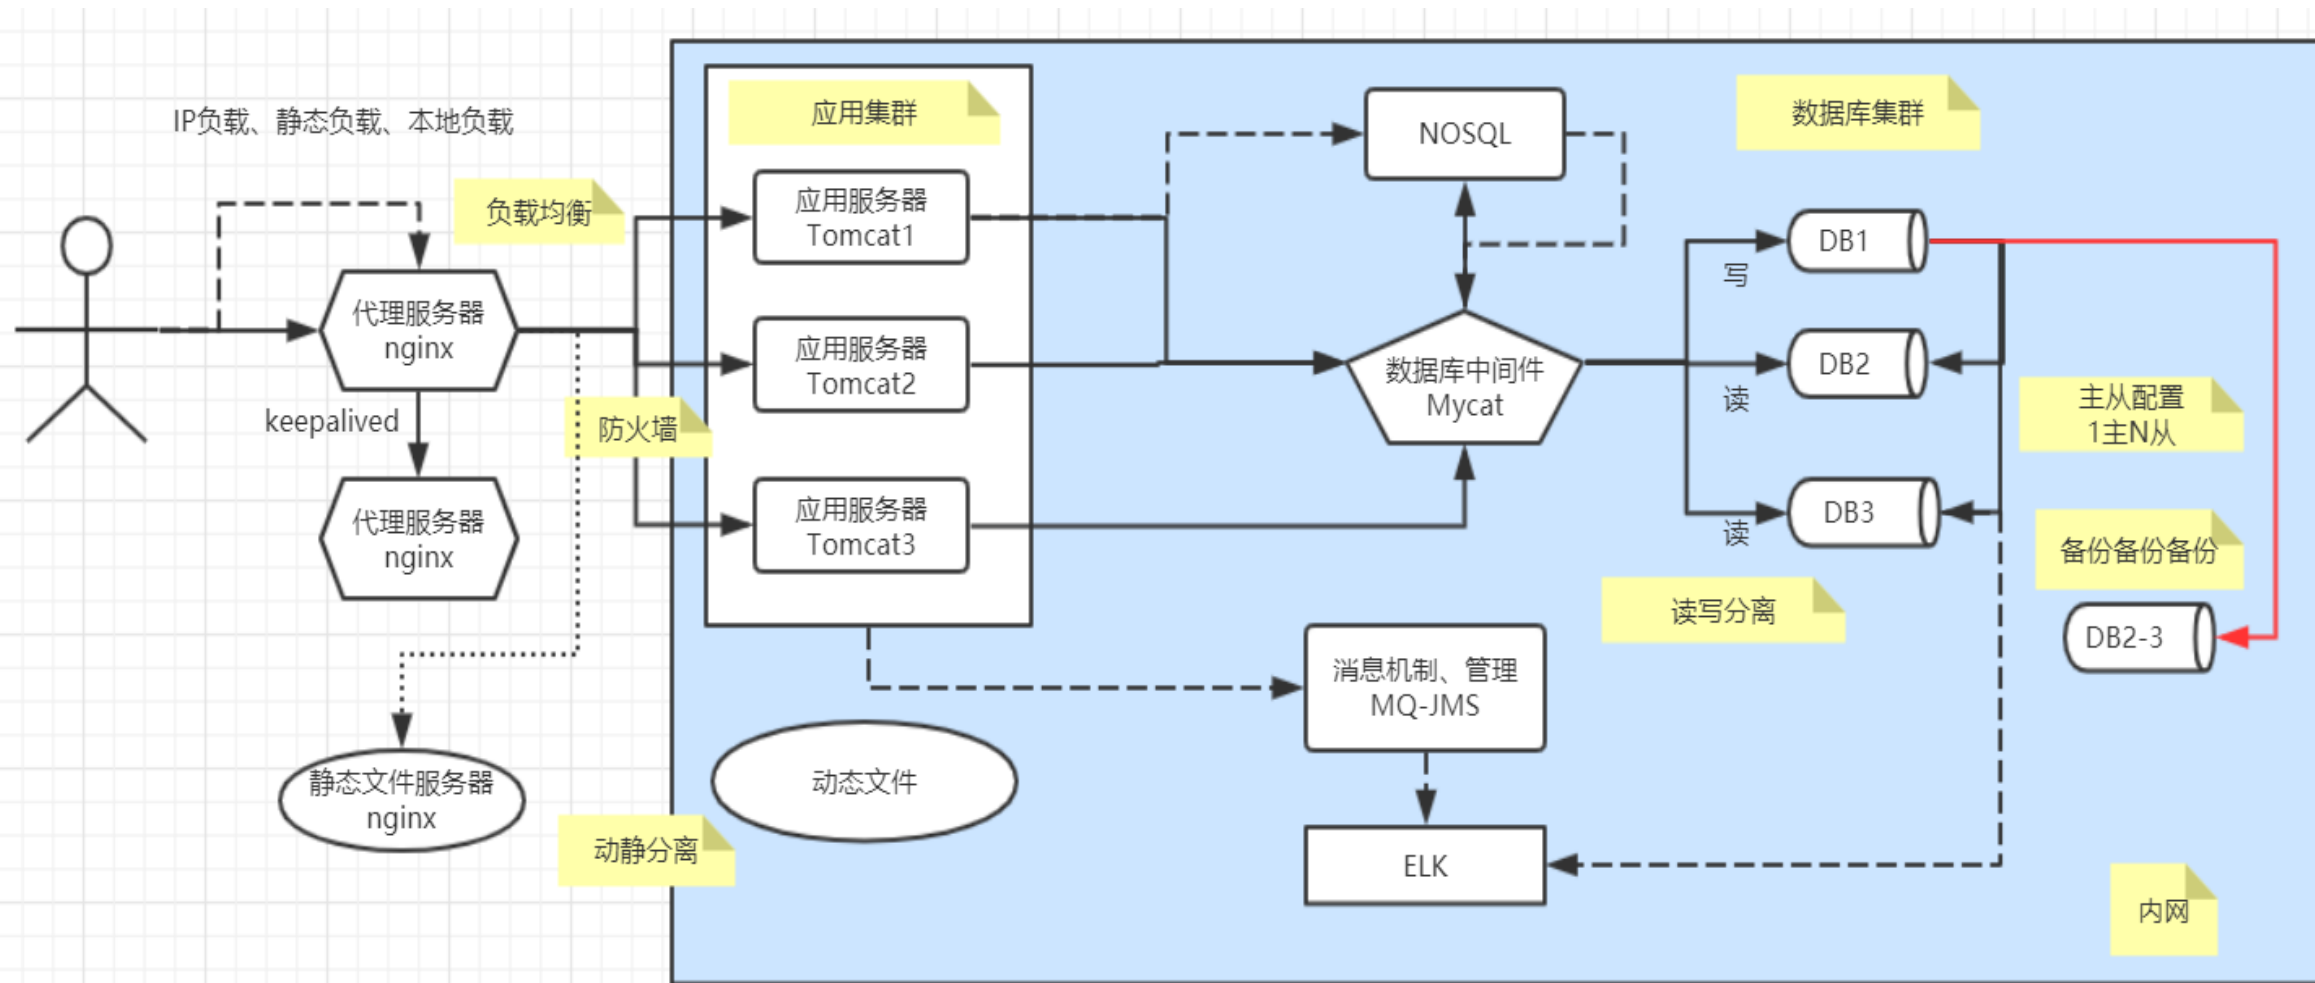 IP负载、静态负载、本地负载
负载均衡
代理服务器
nginx
keepalived
代理服务器
nginx
静态文件服务器
nginx
防火墙
动静分离
应用集群
应用服务器
Tomcat1
应用服务器
Tomcat2
应用服务器
Tomcat3
动态文件
NOSQL
数据库中间件
Mycat
消息机制、管理
MQ-JMS
ELK
数据库集群
写
DB1
读
DB2
读
DB3
读写分离
主从配置
1主N从
备份备份备份
DB2-3
内网